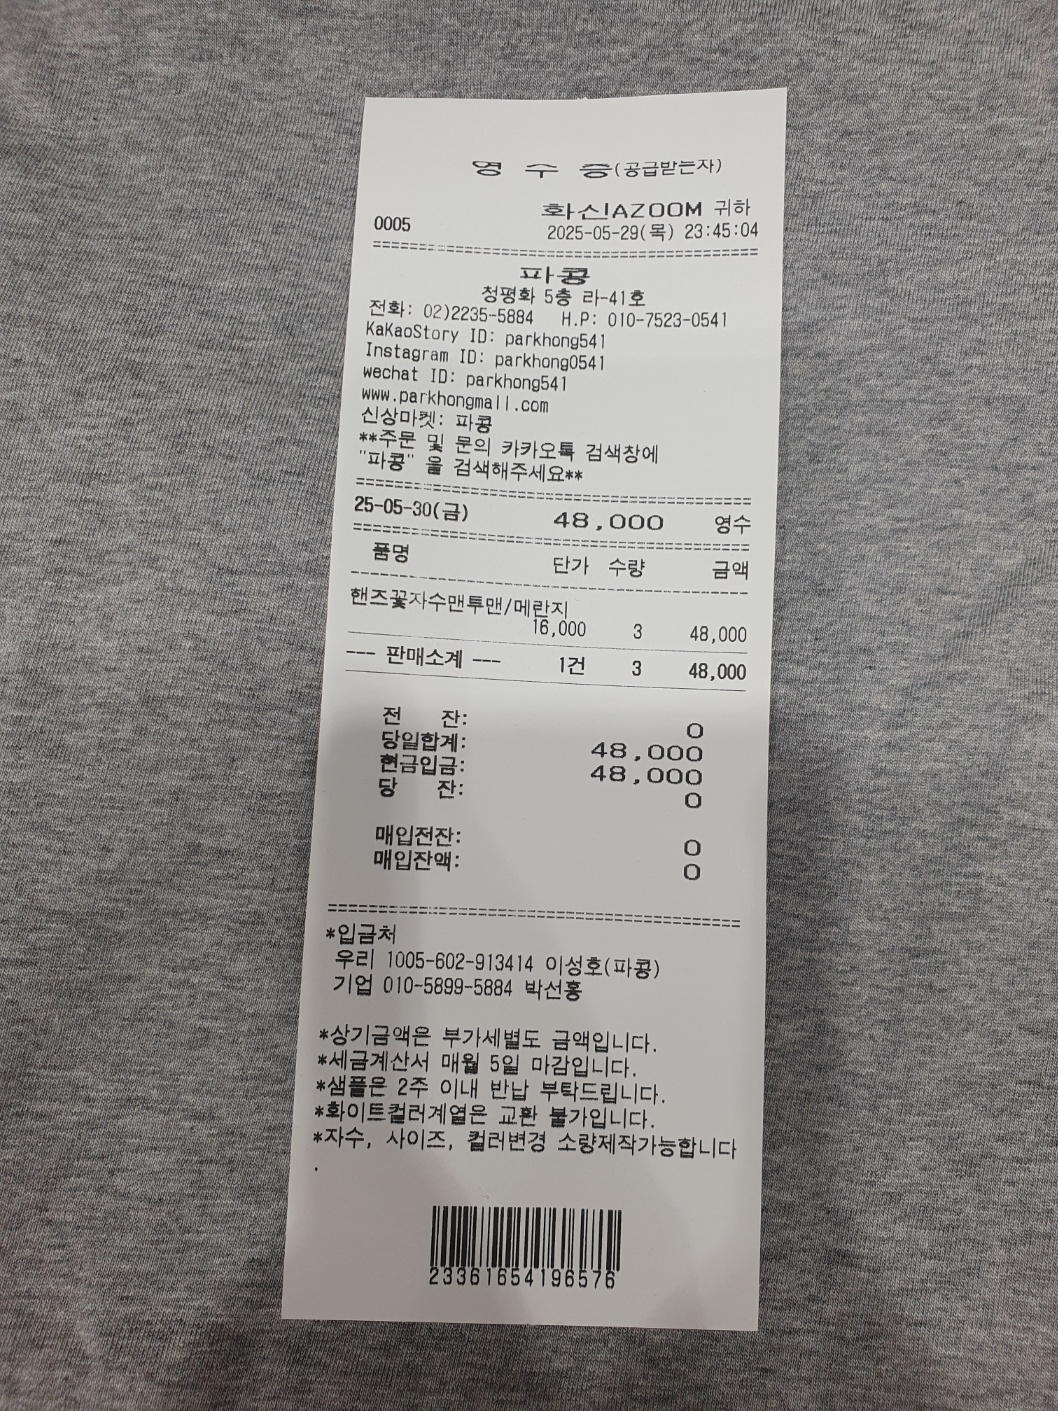 영 수 증(공급받는자)
화신!AZOOM 귀하
0005 2025-05-29(목) 23:45:04
==================================================
파콩
청평화 5층 라-41호
전화: 02)2235-5884 H.P: 010-7523-0541
KaKaoStory ID: parkhong541
Instagram ID: parkhong0541
wechat ID: parkhong541
www.parkhongmall.com
신상마켓: 파콩
**주문 및 문의 카카오톡 검색창에
"파콩" 을 검색해주세요**
==================================================
25-05-30(금) 48,000 영수
==================================================
품명 단가 수량 금액
--------------------------------------------------
핸즈꽃자수맨투맨/메란지
16,000 3 48,000
--- 판매소계 --- 1건 3 48,000
전 잔: 0
당일합계: 48,000
현금입금: 48,000
당 잔: 0
매입전잔: 0
매입잔액: 0
==================================================
*입금처
우리 1005-602-913414 이성호(파콩)
기업 010-5899-5884 박선홍
*상기금액은 부가세별도 금액입니다.
*세금계산서 매월 5일 마감입니다.
*샘플은 2주 이내 반납 부탁드립니다.
*화이트컬러계열은 교환 불가입니다.
*자수, 사이즈, 컬러변경 소량제작가능합니다
.
23361654196576